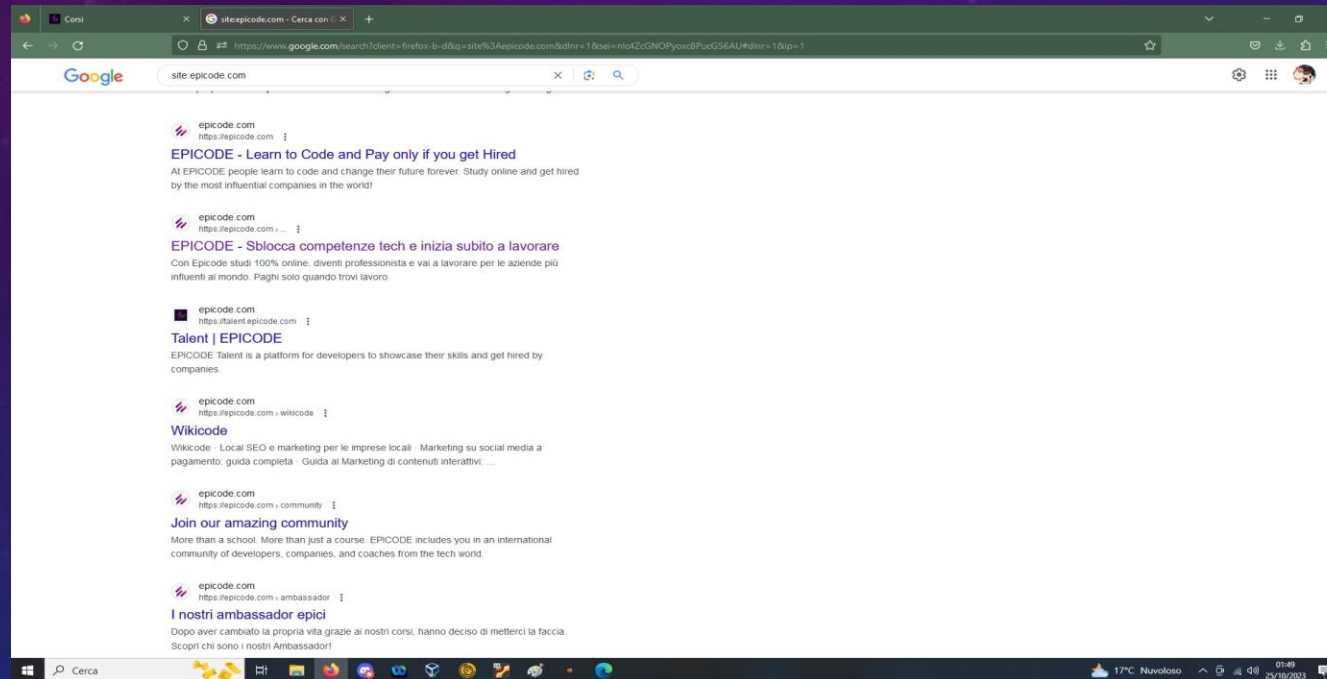 Corsi
site:epicode.com - Cerca con G
https://www.google.com/search?client=firefox-b-d&q=site%3Aepicode.com&dlnr=1&sei=nlc4ZcGNOPyoxc8PucG56AU#dlnr=1&ip=1
Google
site:epicode.com
epicode.com
https://epicode.com
EPICODE - Learn to Code and Pay only if you get Hired
At EPICODE people learn to code and change their future forever. Study online and get hired
by the most influential companies in the world!
epicode.com
https://epicode.com › ...
EPICODE - Sblocca competenze tech e inizia subito a lavorare
Con Epicode studi 100% online, diventi professionista e vai a lavorare per le aziende più
influenti al mondo. Paghi solo quando trovi lavoro.
epicode.com
https://talent.epicode.com
Talent | EPICODE
EPICODE Talent is a platform for developers to showcase their skills and get hired by
companies.
epicode.com
https://epicode.com › wikicode
Wikicode
Wikicode · Local SEO e marketing per le imprese locali · Marketing su social media a
pagamento: guida completa · Guida al Marketing di contenuti interattivi: ...
epicode.com
https://epicode.com › community
Join our amazing community
More than a school. More than just a course. EPICODE includes you in an international
community of developers, companies, and coaches from the tech world.
epicode.com
https://epicode.com › ambassador
I nostri ambassador epici
Dopo aver cambiato la propria vita grazie ai nostri corsi, hanno deciso di metterci la faccia.
Scopri chi sono i nostri Ambassador!
Cerca
17°C Nuvoloso
01:49
25/10/2023